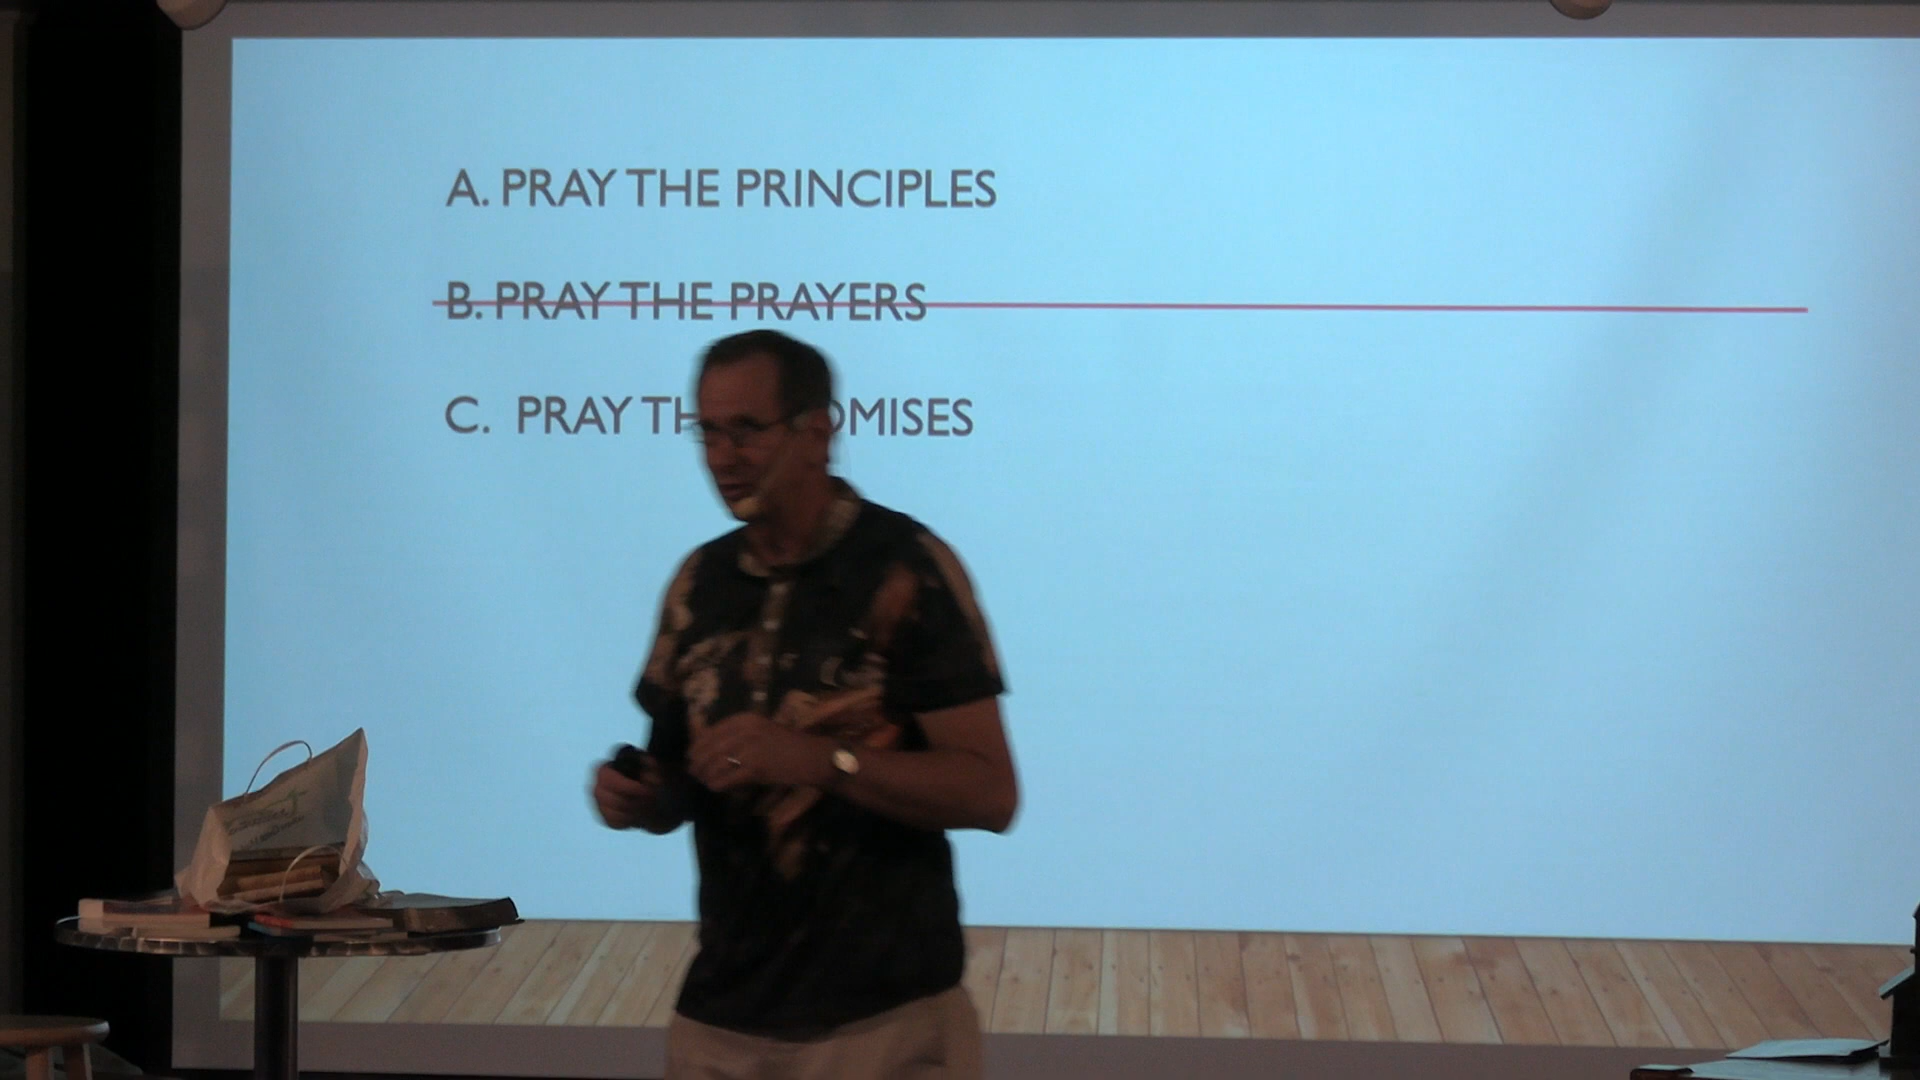 A. PRAY THE PRINCIPLES
B. PRAY THE PRAYERS
C. PRAY TH OMISES